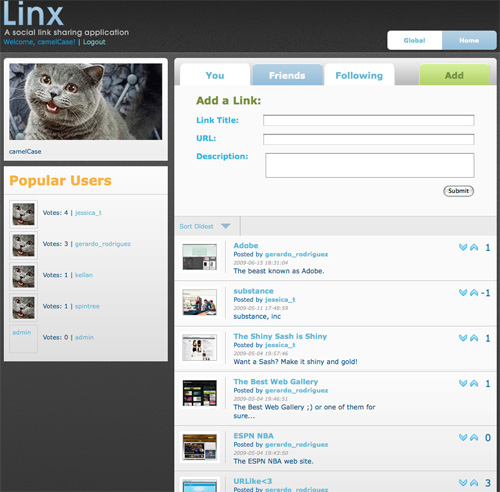 Linx
A social link sharing application
Welcome, camelCase! | Logout
Global
Home
camelCase
Popular Users
Votes: 4 | jessica_t
Votes: 3 | gerardo_rodriguez
Votes: 1 | kellan
Votes: 1 | spintree
admin
Votes: 0 | admin
You
Friends
Following
Add
Add a Link:
Link Title:
URL:
Description:
Submit
Sort Oldest
Adobe
Posted by gerardo_rodriguez
2009-06-15 18:31:04
The beast known as Adobe.
1
substance
Posted by jessica_t
2009-05-11 17:48:59
substance, inc
-1
The Shiny Sash is Shiny
Posted by jessica_t
2009-05-04 19:57:46
Want a Sash? Make it shiny and gold!
1
The Best Web Gallery
Posted by gerardo_rodriguez
2009-05-04 19:46:51
The Best Web Gallery ;) or one of them for
sure...
1
ESPN NBA
Posted by gerardo_rodriguez
2009-05-04 19:43:50
The ESPN NBA web site.
0
URLike<3
Posted by gerardo_rodriguez
3